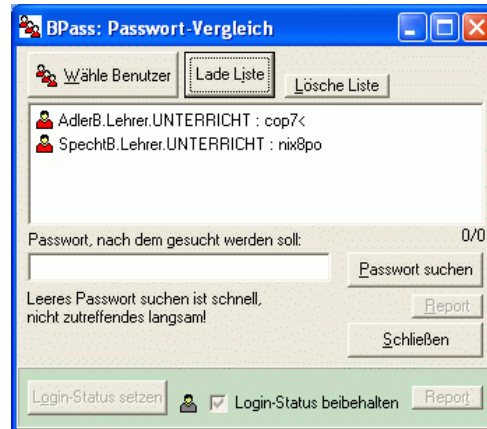 BPass: Passwort-Vergleich
Wähle Benutzer
Lade Liste
Lösche Liste
AdlerB.Lehrer.UNTERRICHT : cop7<
SpechtB.Lehrer.UNTERRICHT : nix8po
0/0
Passwort, nach dem gesucht werden soll:
Passwort suchen
Leeres Passwort suchen ist schnell,
nicht zutreffendes langsam!
Report
Schließen
Login-Status setzen
Login-Status beibehalten
Report